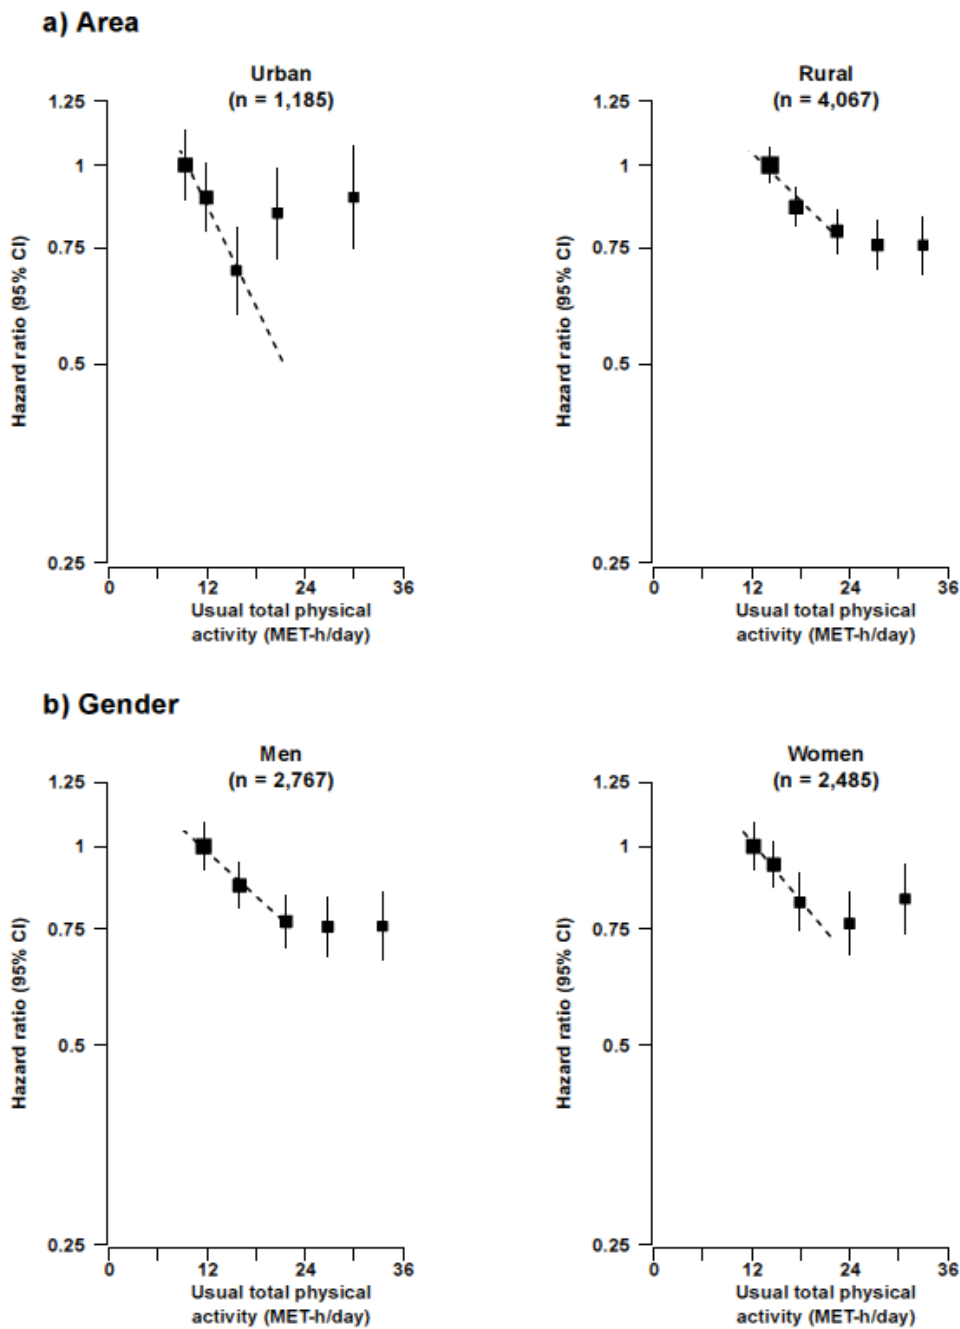 a) Area
Urban
(n = 1,185)
1.25
1
0.75
0.5
0.25
Hazard ratio (95% CI)
0 12 24 36
Usual total physical
activity (MET-h/day)
Rural
(n = 4,067)
1.25
1
0.75
0.5
0.25
Hazard ratio (95% CI)
0 12 24 36
Usual total physical
activity (MET-h/day)
b) Gender
Men
(n = 2,767)
1.25
1
0.75
0.5
0.25
Hazard ratio (95% CI)
0 12 24 36
Usual total physical
activity (MET-h/day)
Women
(n = 2,485)
1.25
1
0.75
0.5
0.25
Hazard ratio (95% CI)
0 12 24 36
Usual total physical
activity (MET-h/day)